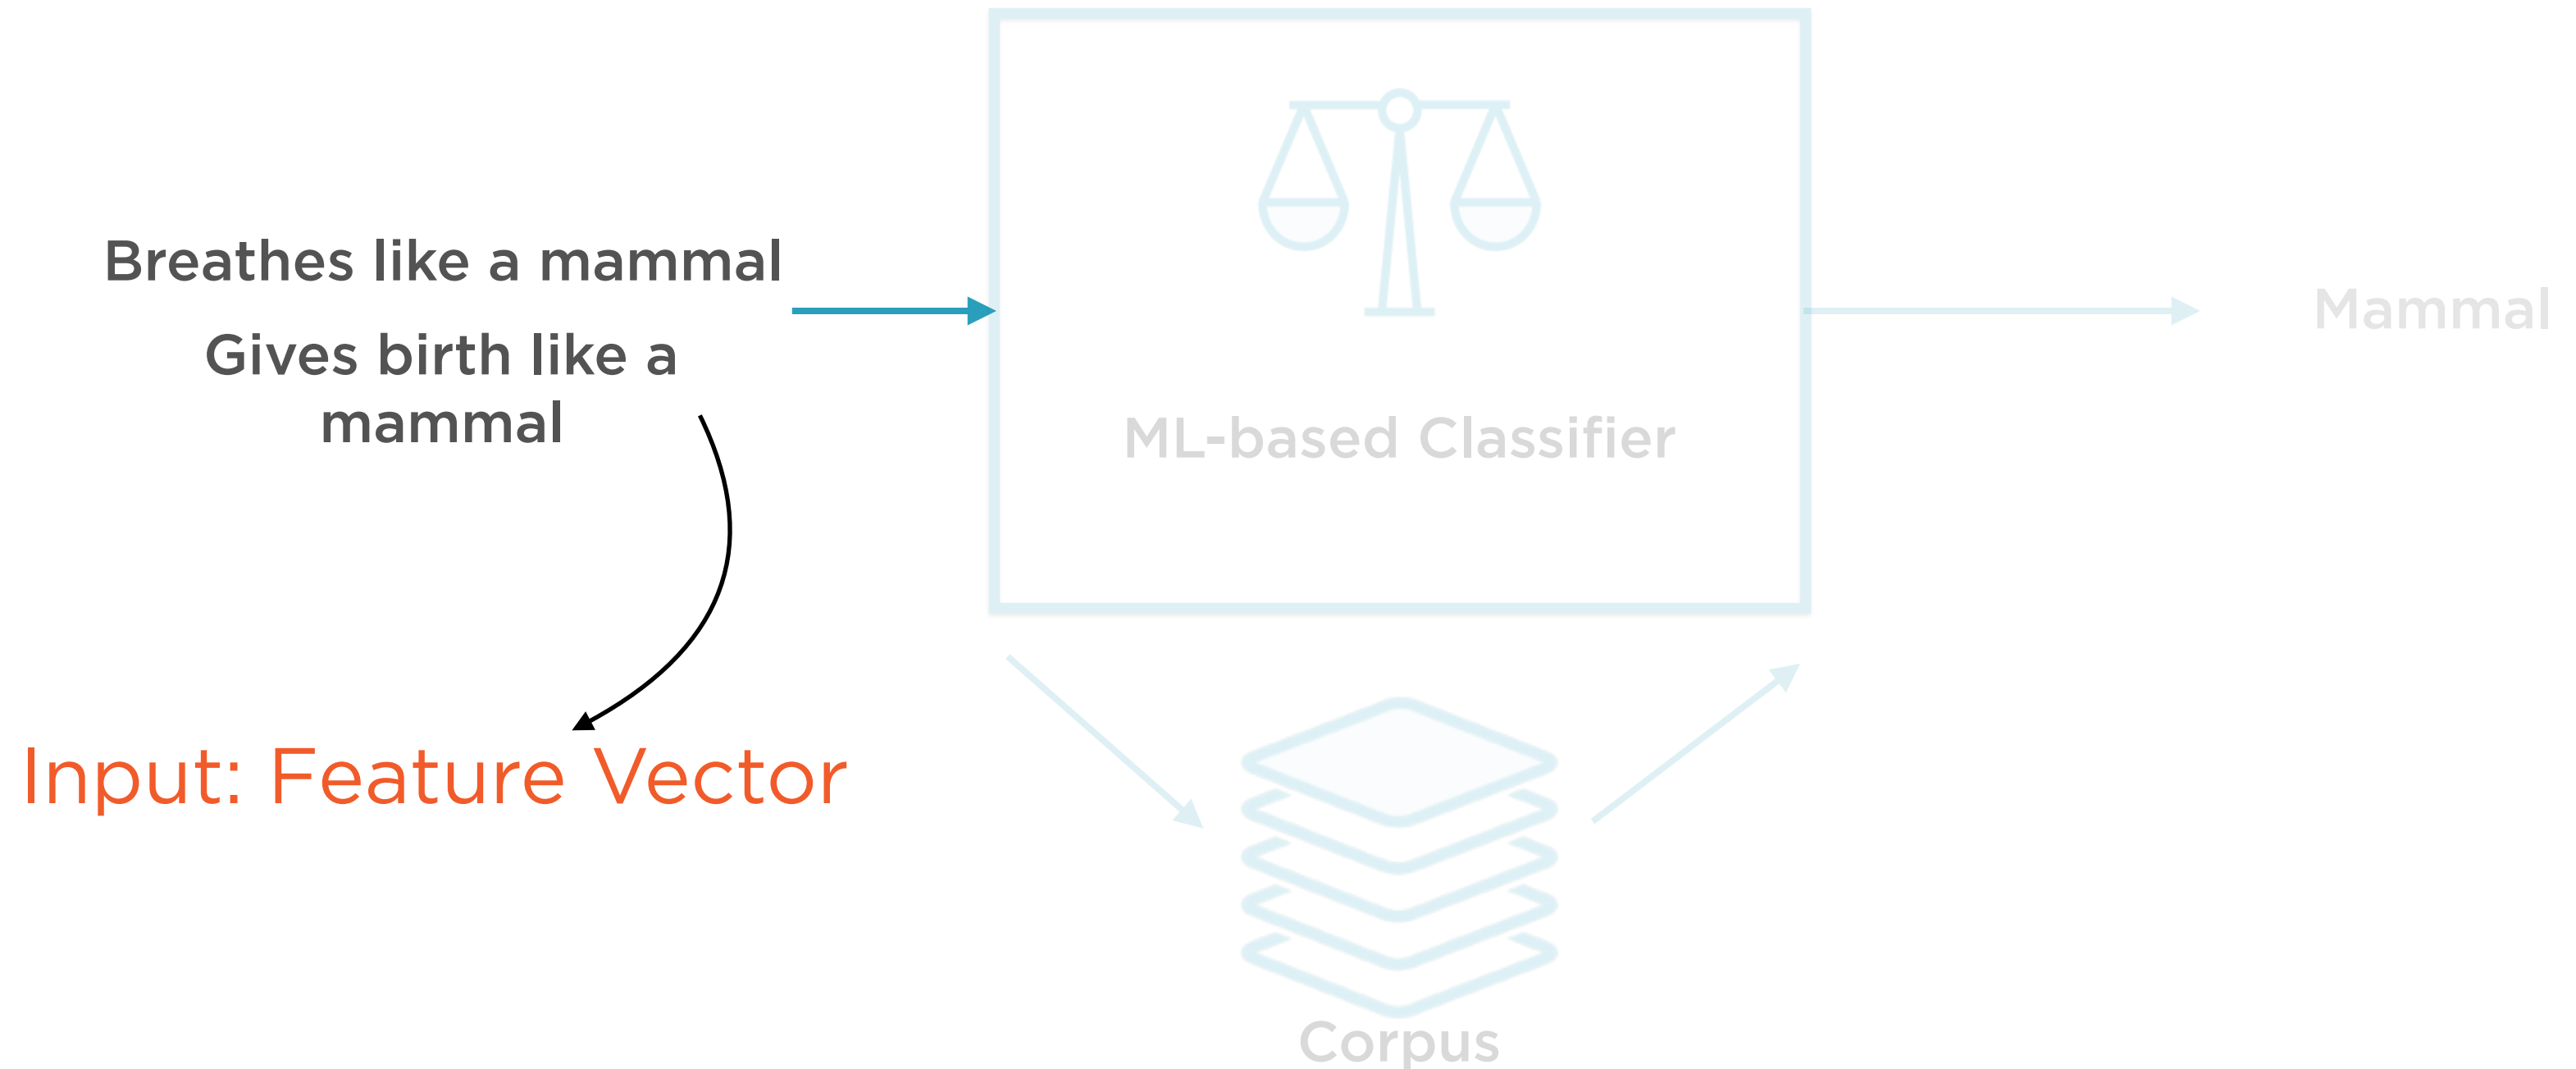 Breathes like a mammal
Gives birth like a
mammal
Input: Feature Vector
ML-based Classifier
Mammal
Corpus